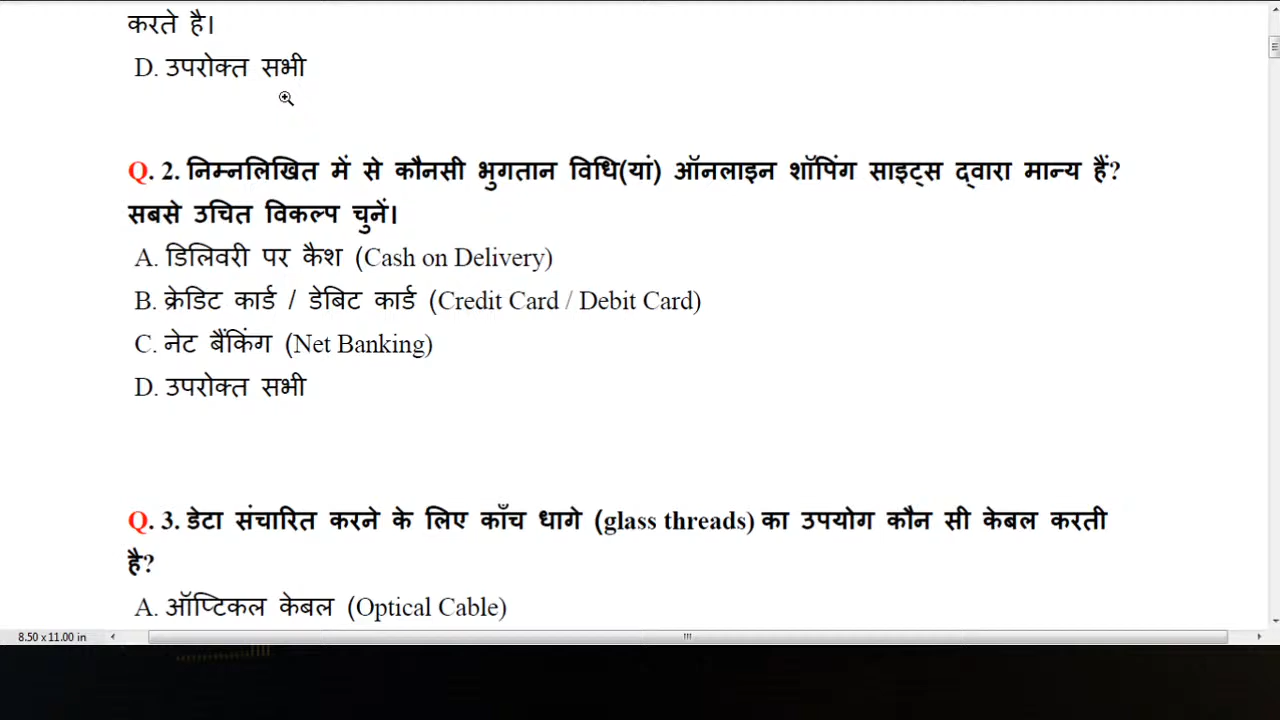 करते है।
D. उपरोक्त सभी
Q. 2. निम्नलिखित में से कौनसी भुगतान विधि(यां) ऑनलाइन शॉपिंग साइट्स द्वारा मान्य हैं?
सबसे उचित विकल्प चुनें।
A. डिलिवरी पर कैश (Cash on Delivery)
B. क्रेडिट कार्ड / डेबिट कार्ड (Credit Card / Debit Card)
C. नेट बैंकिंग (Net Banking)
D. उपरोक्त सभी
Q. 3. डेटा संचारित करने के लिए काँच धागे (glass threads) का उपयोग कौन सी केबल करती
है?
A. ऑप्टिकल केबल (Optical Cable)
8.50 x 11.00 in